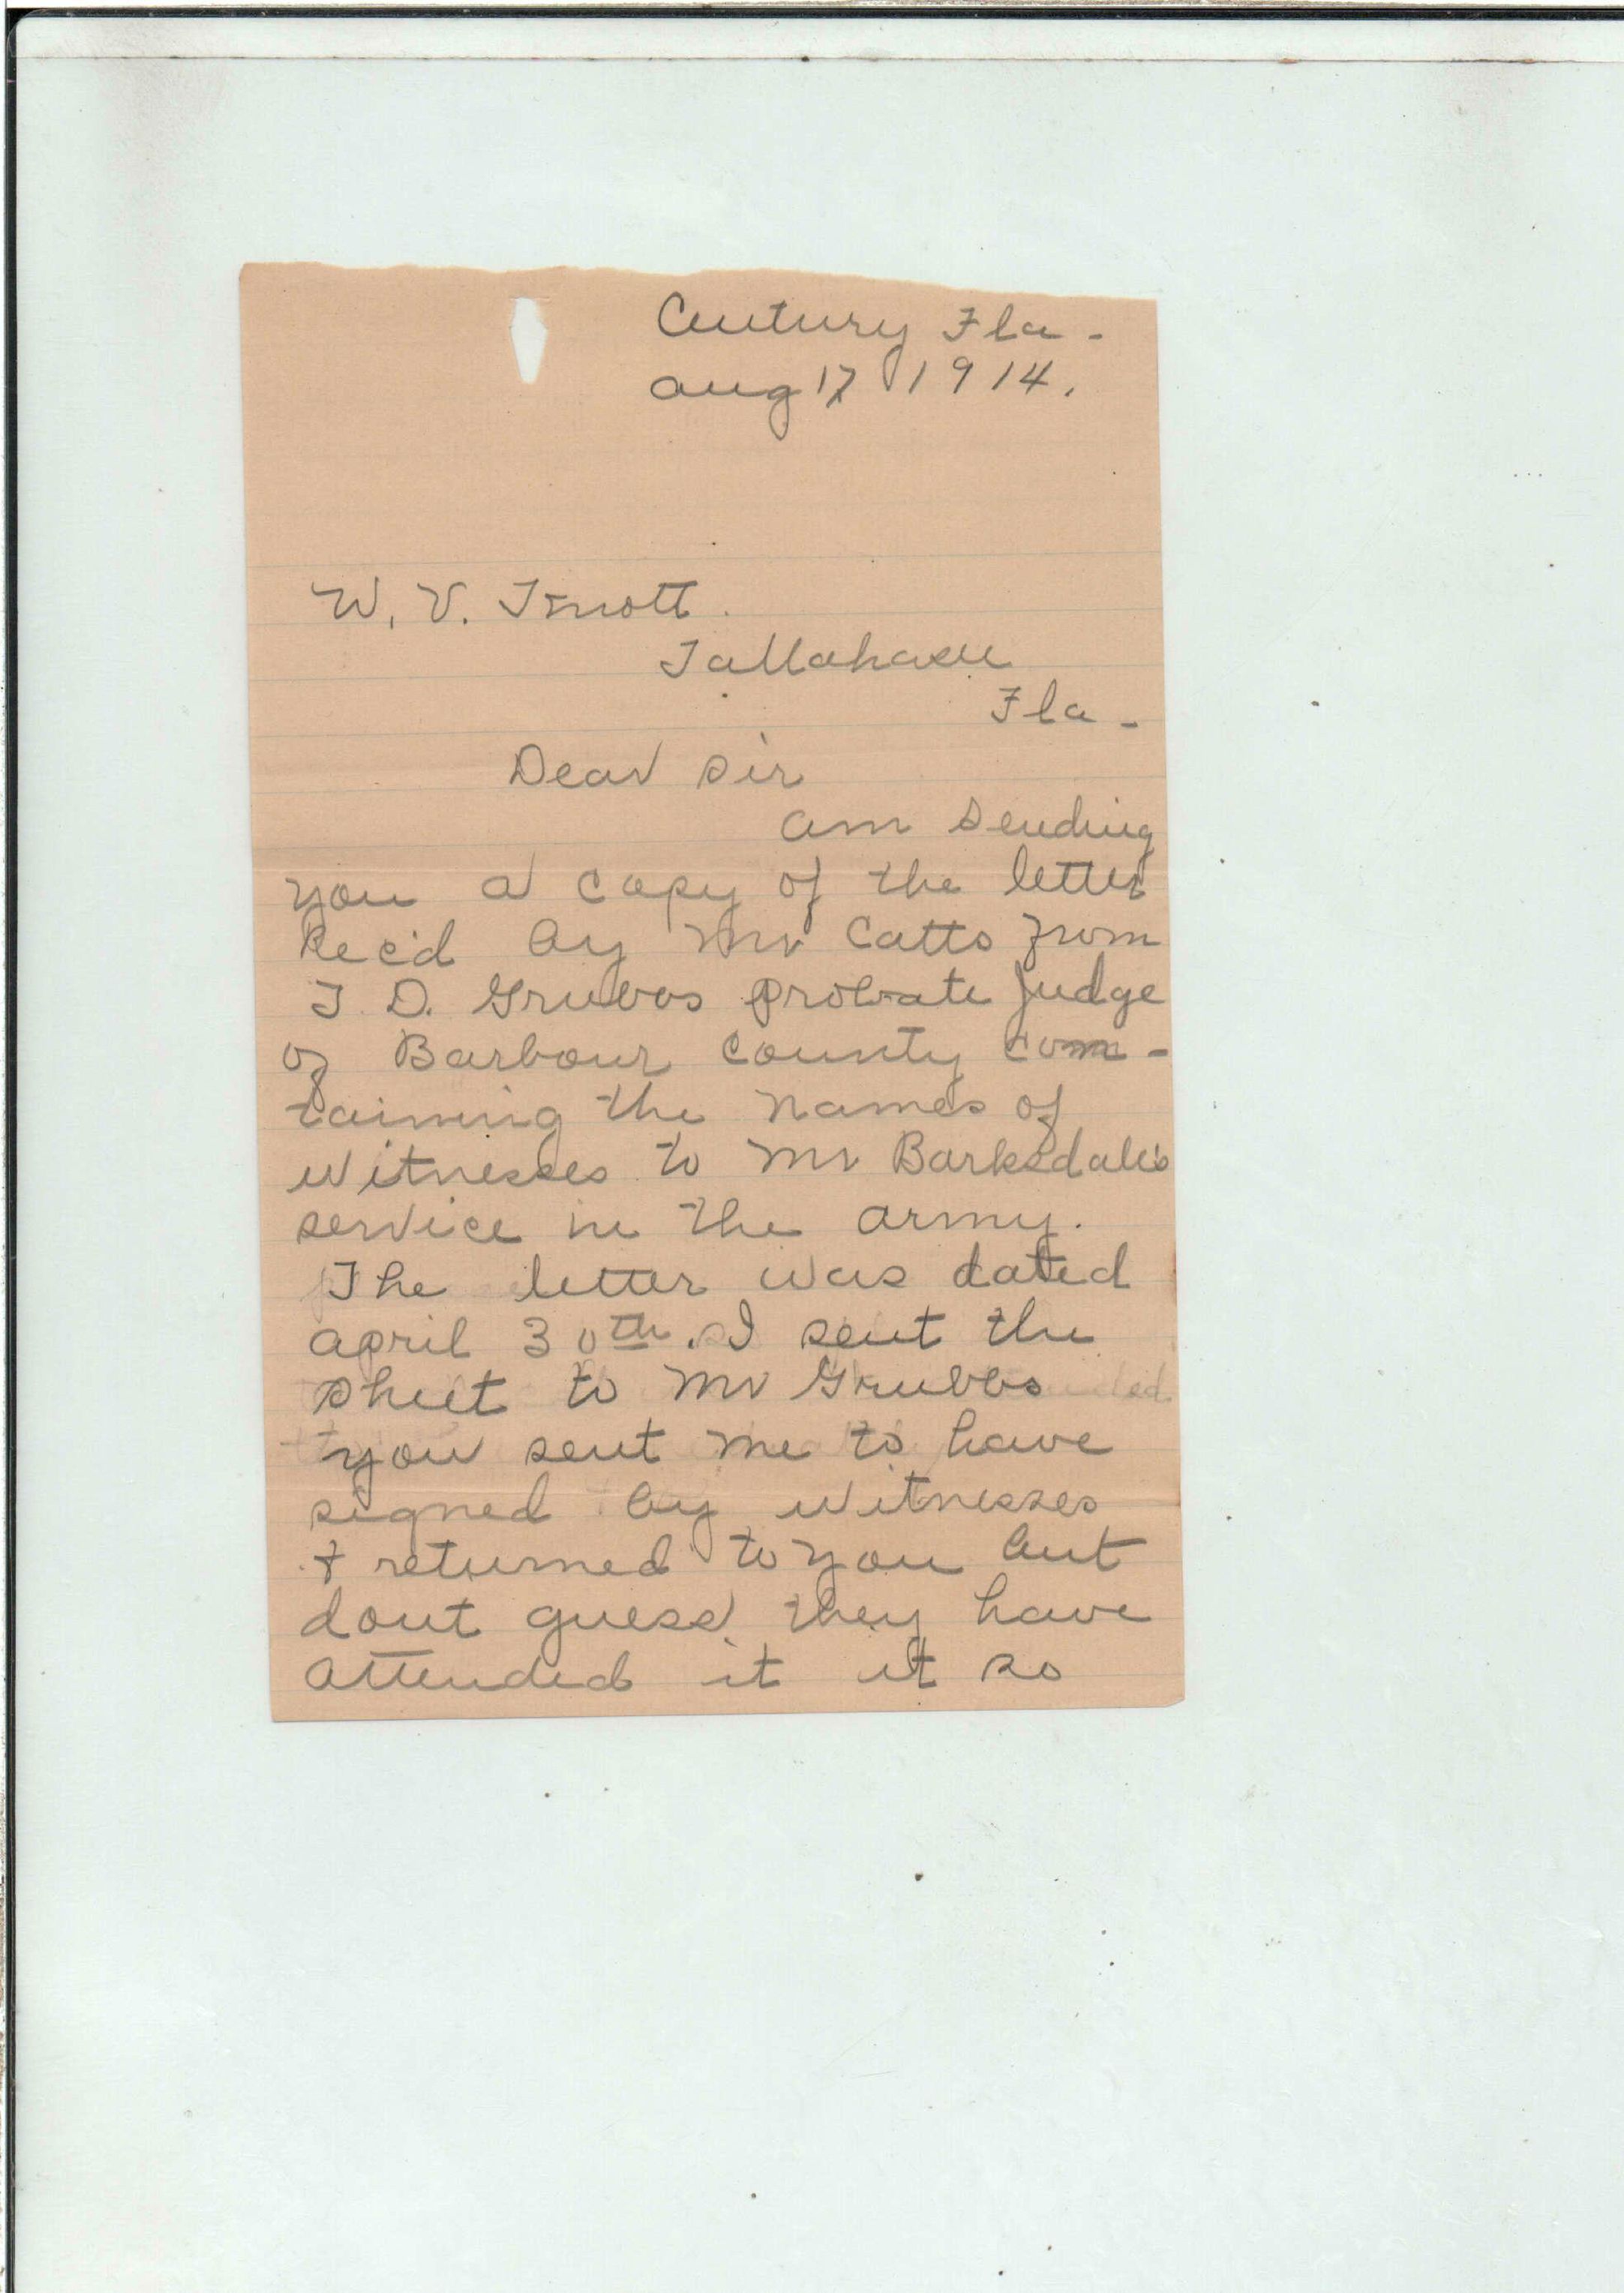 Century Fla -
Aug 17 1914.
W. V. Knott.
Tallahasee
Fla -
Dear Sir
Am sending
you a copy of the letter
Rec'd by Mr Catts from
T. D. Grubbs Probate Judge
of Barbour County con-
taining the names of
witnesses to Mr Barksdale's
service in the army.
The letter was dated
April 30th. I sent the
sheet to Mr Grubbs
you sent me to have
signed by witnesses
& returned to you but
dont guess they have
attended it it so